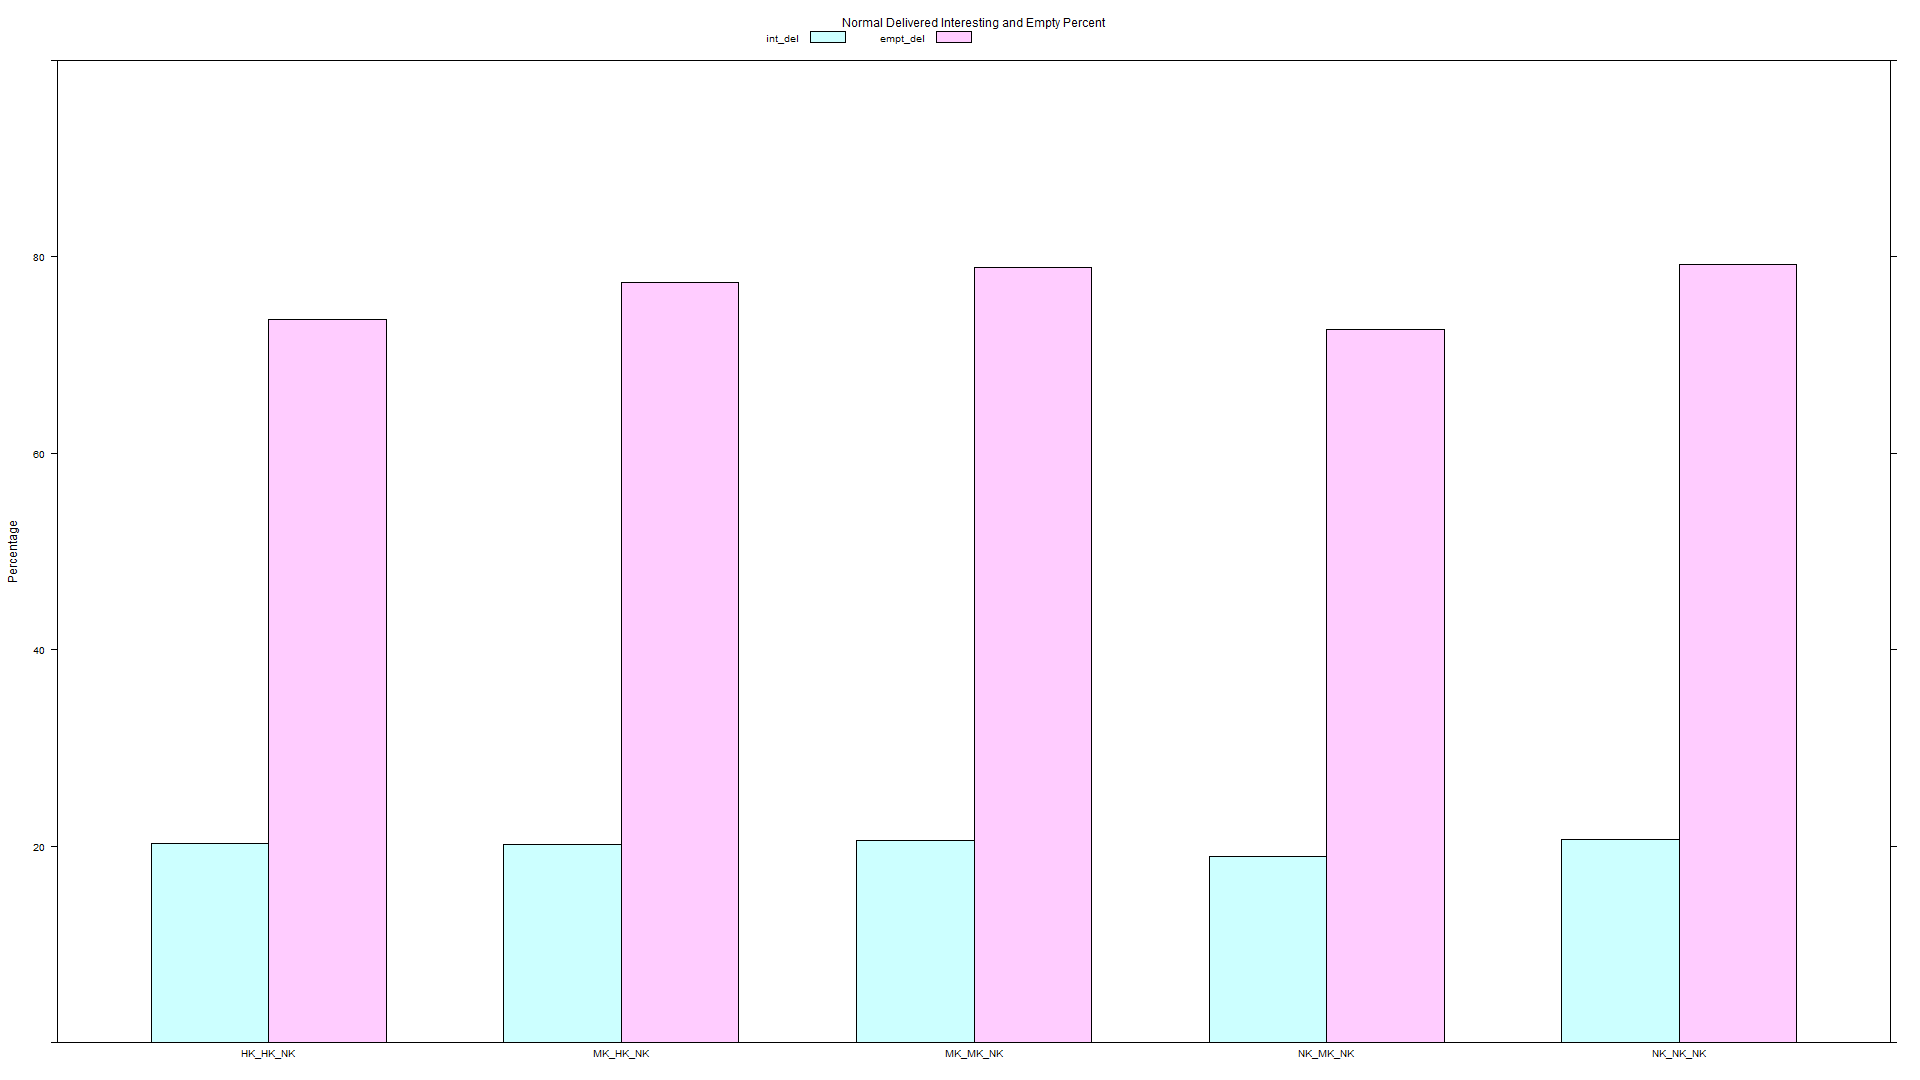 Normal Delivered Interesting and Empty Percent
int_del empt_del
80
60
40
20
Percentage
HK_HK_NK MK_HK_NK MK_MK_NK NK_MK_NK NK_NK_NK